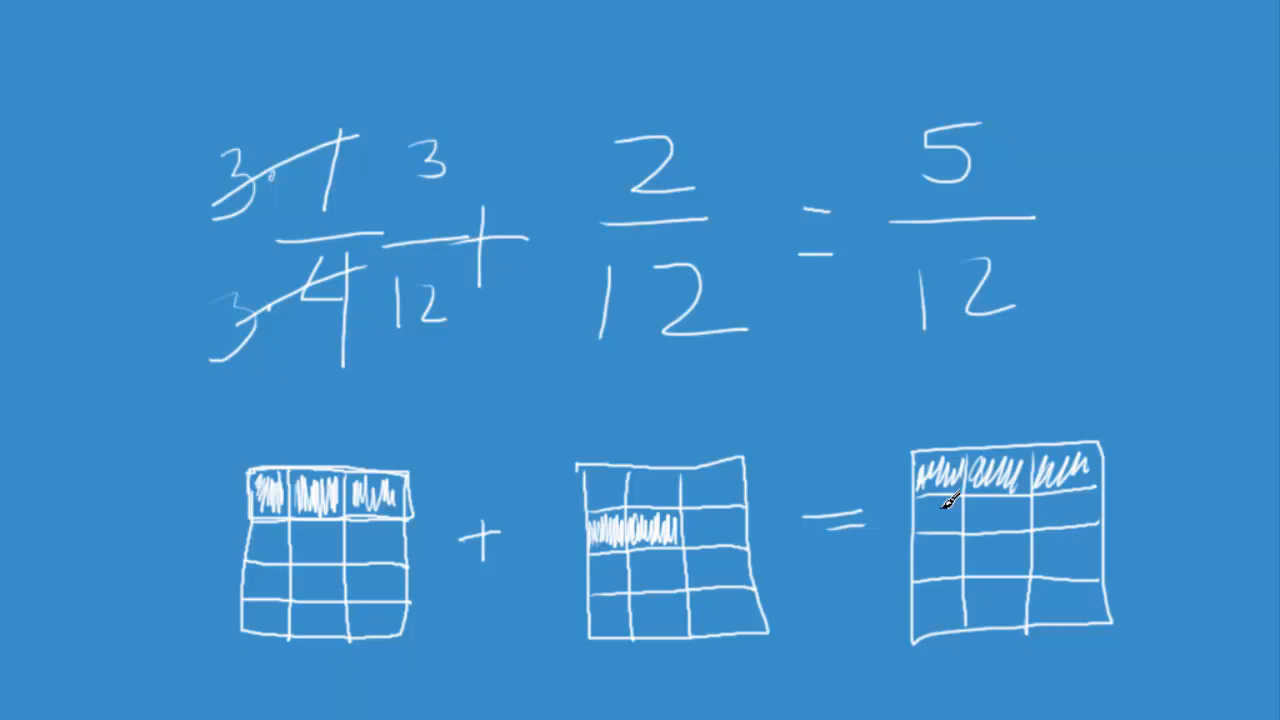 3·1/3·4 3/12 + 2/12 = 5/12
+ =